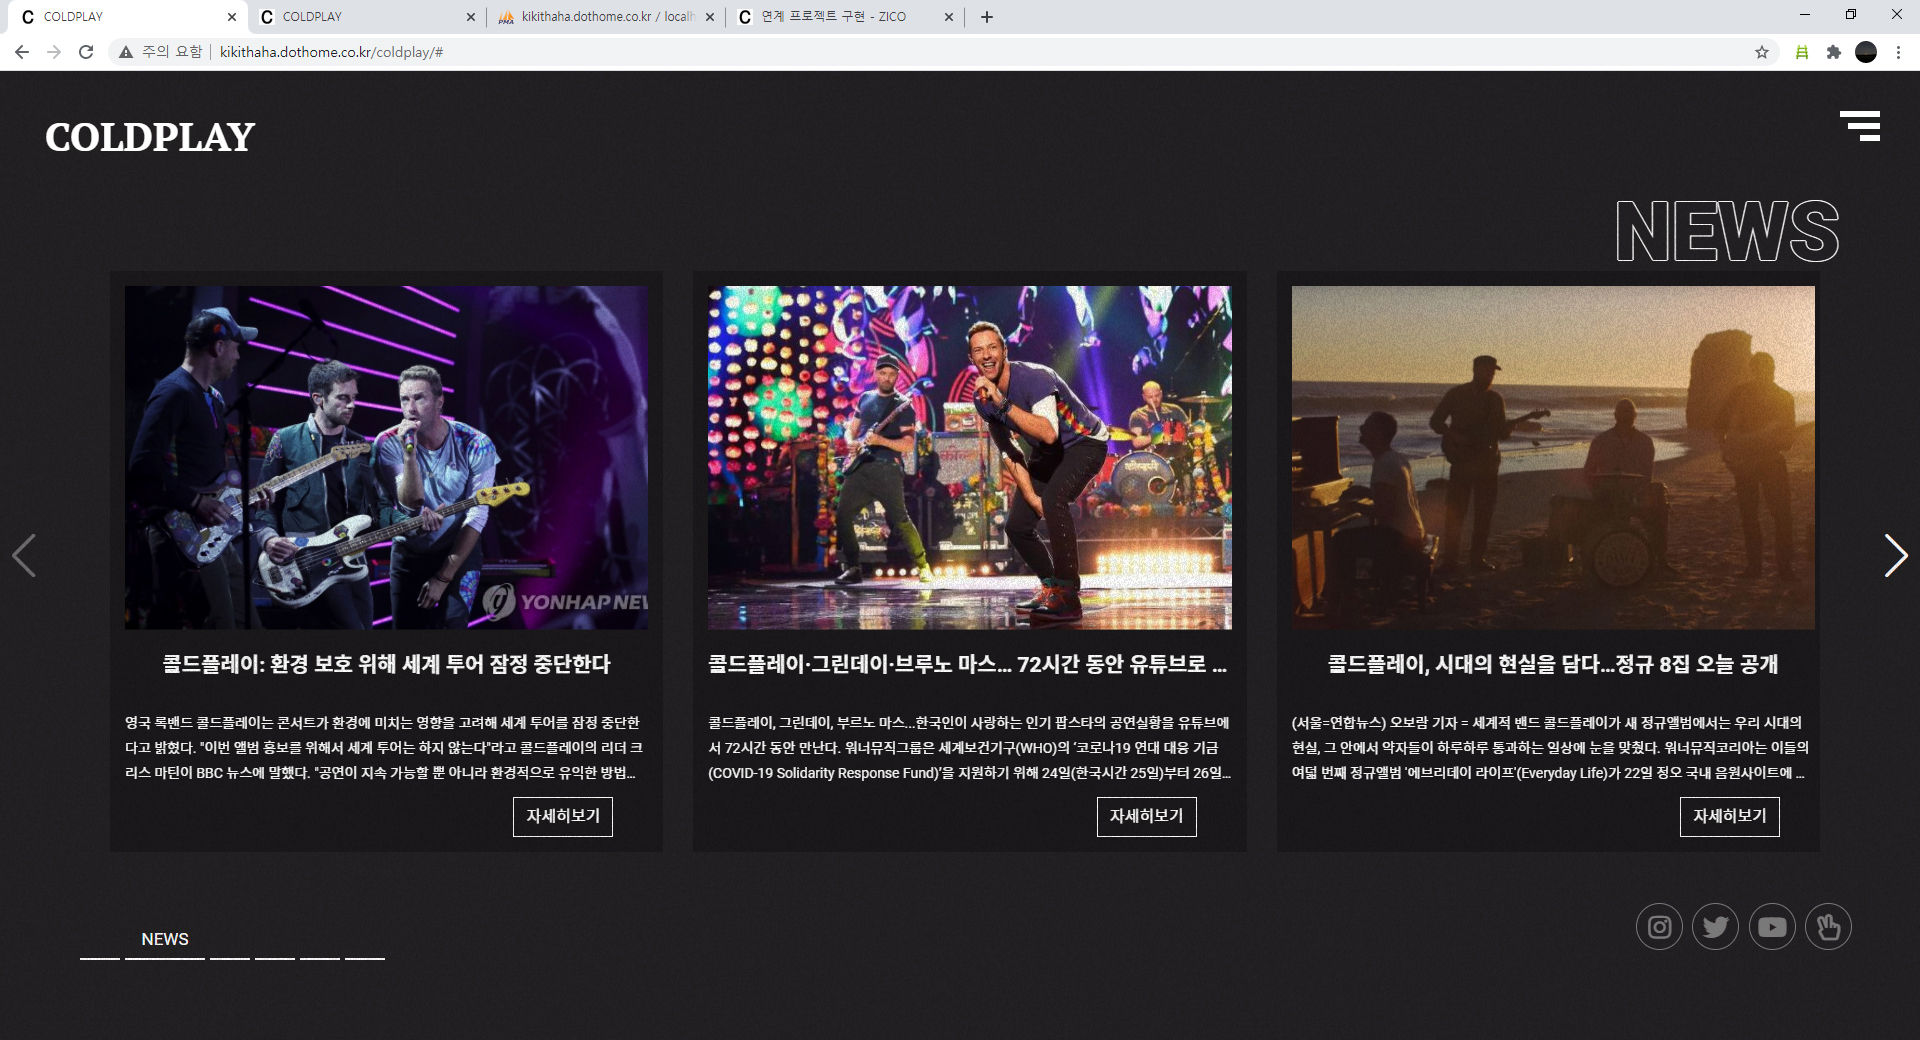 COLDPLAY
COLDPLAY
kikithaha.dothome.co.kr / localh
연계 프로젝트 구현 - ZICO
주의 요함
kikithaha.dothome.co.kr/coldplay/#
COLDPLAY
NEWS
YONHAP NEW
콜드플레이: 환경 보호 위해 세계 투어 잠정 중단한다
영국 록밴드 콜드플레이는 콘서트가 환경에 미치는 영향을 고려해 세계 투어를 잠정 중단한
다고 밝혔다. "이번 앨범 홍보를 위해서 세계 투어는 하지 않는다"라고 콜드플레이의 리더 크
리스 마틴이 BBC 뉴스에 말했다. "공연이 지속 가능할 뿐 아니라 환경적으로 유익한 방법...
자세히보기
콜드플레이·그린데이·브루노 마스... 72시간 동안 유튜브로 ...
콜드플레이, 그린데이, 부르노 마스...한국인이 사랑하는 인기 팝스타의 공연실황을 유튜브에
서 72시간 동안 만난다. 워너뮤직그룹은 세계보건기구(WHO)의 ‘코로나19 연대 대응 기금
(COVID-19 Solidarity Response Fund)’을 지원하기 위해 24일(한국시간 25일)부터 26일...
자세히보기
콜드플레이, 시대의 현실을 담다...정규 8집 오늘 공개
(서울=연합뉴스) 오보람 기자 = 세계적 밴드 콜드플레이가 새 정규앨범에서는 우리 시대의
현실, 그 안에서 약자들이 하루하루 통과하는 일상에 눈을 맞췄다. 워너뮤직코리아는 이들의
여덟 번째 정규앨범 '에브리데이 라이프'(Everyday Life)가 22일 정오 국내 음원사이트에 ...
자세히보기
NEWS